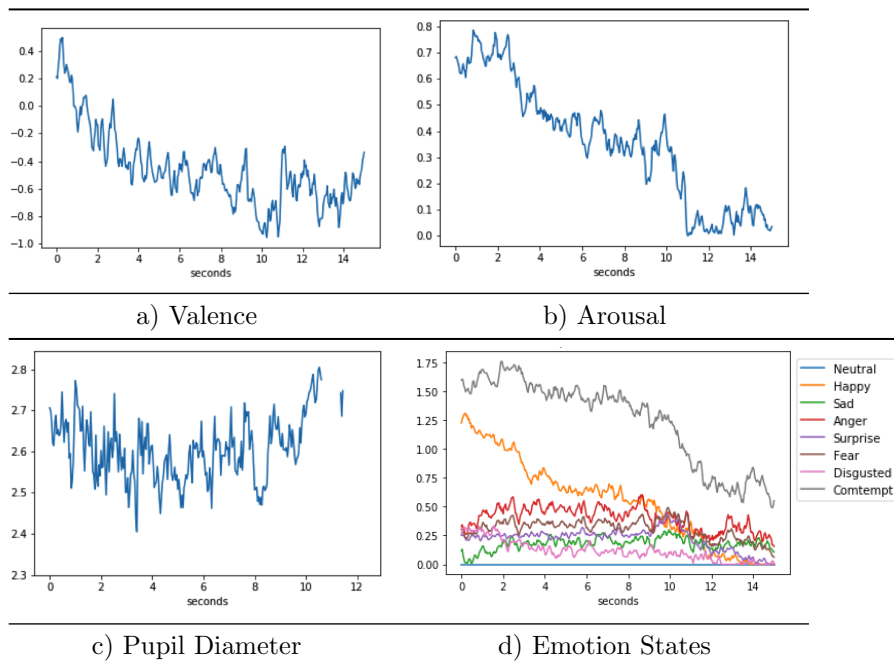 0.4
0.2
0.0
−0.2
−0.4
−0.6
−0.8
−1.0
0 2 4 6 8 10 12 14
seconds
0.8
0.7
0.6
0.5
0.4
0.3
0.2
0.1
0.0
0 2 4 6 8 10 12 14
seconds
a) Valence
b) Arousal
2.8
2.7
2.6
2.5
2.4
2.3
0 2 4 6 8 10 12
seconds
1.75
1.50
1.25
1.00
0.75
0.50
0.25
0.00
0 2 4 6 8 10 12 14
seconds
Neutral
Happy
Sad
Anger
Surprise
Fear
Disgusted
Comtempt
c) Pupil Diameter
d) Emotion States